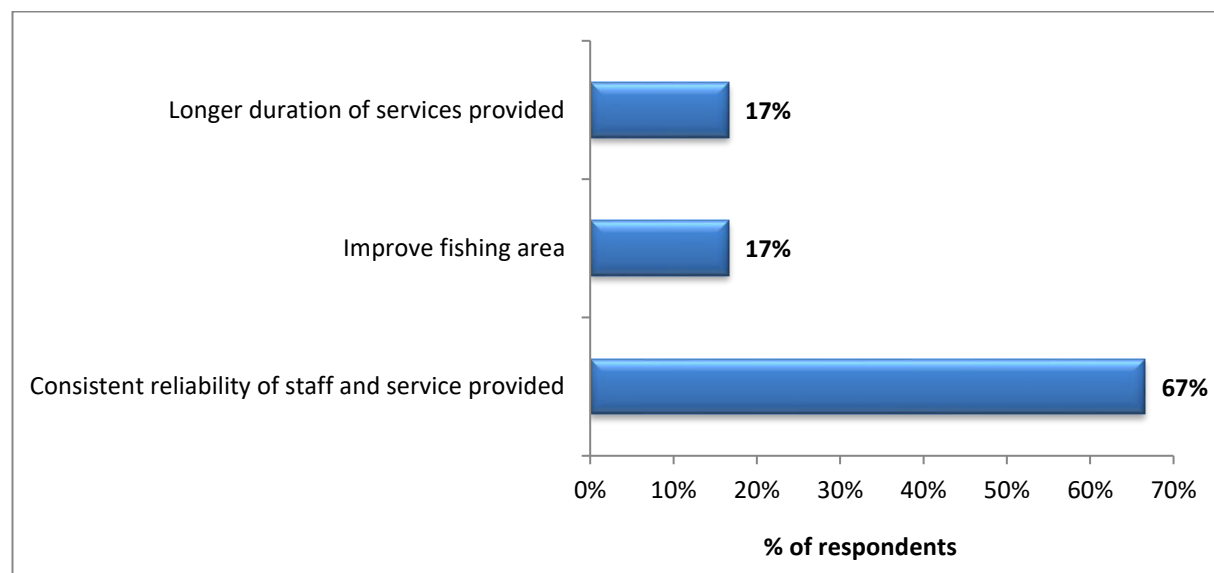 Longer duration of services provided 17%
Improve fishing area 17%
Consistent reliability of staff and service provided 67%
0% 10% 20% 30% 40% 50% 60% 70%
% of respondents